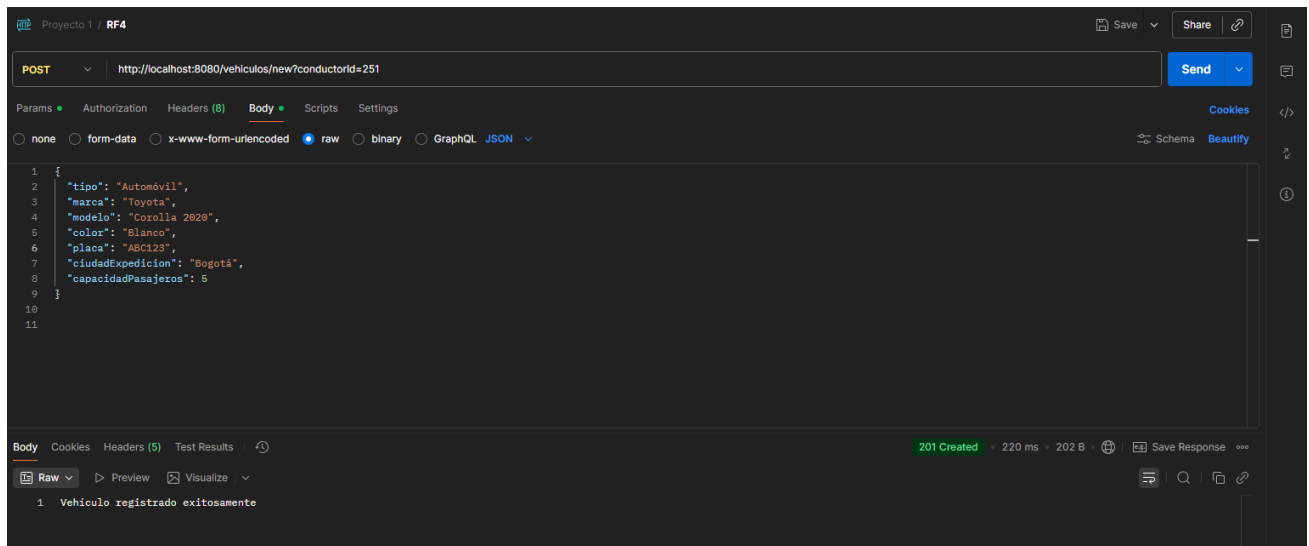 HTTP Proyecto 1 / RF4 Save Share
POST http://localhost:8080/vehiculos/new?conductorId=251 Send
Params Authorization Headers (8) Body Scripts Settings Cookies
none form-data x-www-form-urlencoded raw binary GraphQL JSON Schema Beautify
1 {
2 "tipo": "Automóvil",
3 "marca": "Toyota",
4 "modelo": "Corolla 2020",
5 "color": "Blanco",
6 "placa": "ABC123",
7 "ciudadExpedicion": "Bogotá",
8 "capacidadPasajeros": 5
9 }
10
11
Body Cookies Headers (5) Test Results 201 Created 220 ms 202 B e.g. Save Response
Raw Preview Visualize
1 Vehículo registrado exitosamente